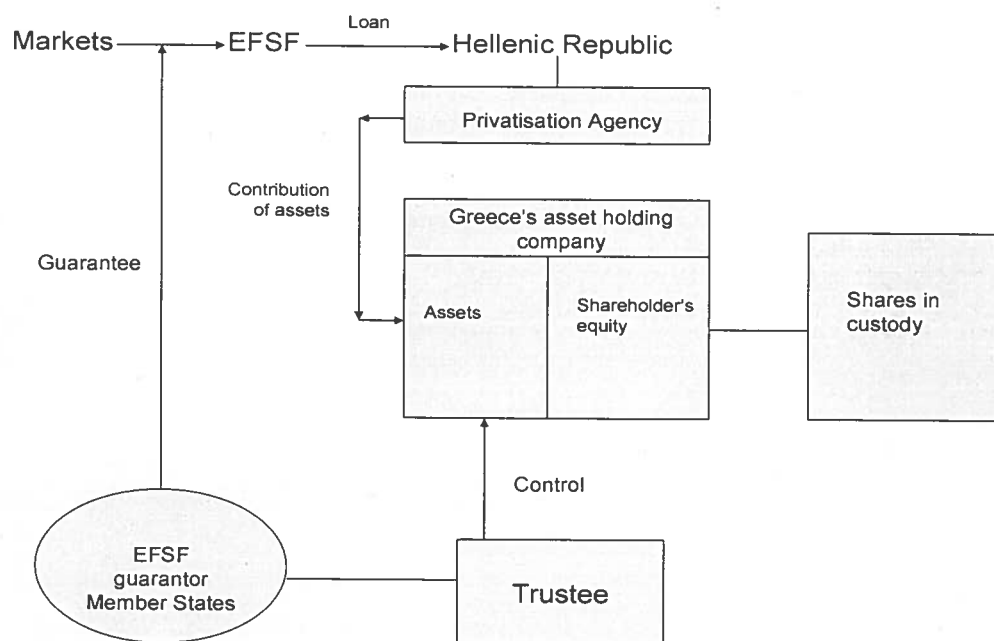 Loan
Markets EFSF Hellenic Republic
Privatisation Agency
Contribution
of assets
Greece's asset holding
company
Guarantee
Assets
Shareholder's
equity
Shares in
custody
Control
EFSF
guarantor
Member States
Trustee